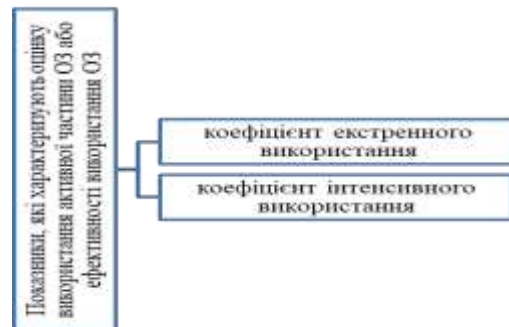 Показники, які характеризують оцінку
використання активної частини ОЗ або
ефективності використання ОЗ
коефіцієнт екстренного
використання
коефіцієнт інтенсивного
використання